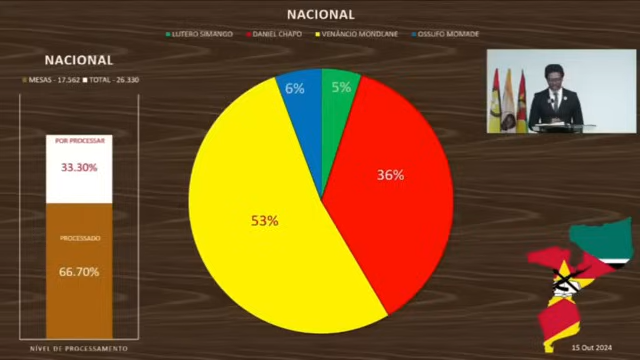 NACIONAL
LUTERO SIMANGO DANIEL CHAPO VENÂNCIO MONDLANE OSSUFO MOMADE
NACIONAL
MESAS - 17.562 TOTAL - 26.330
POR PROCESSAR
33.30%
PROCESSADO
66.70%
NÍVEL DE PROCESSAMENTO
6%
5%
36%
53%
15 Out 2024